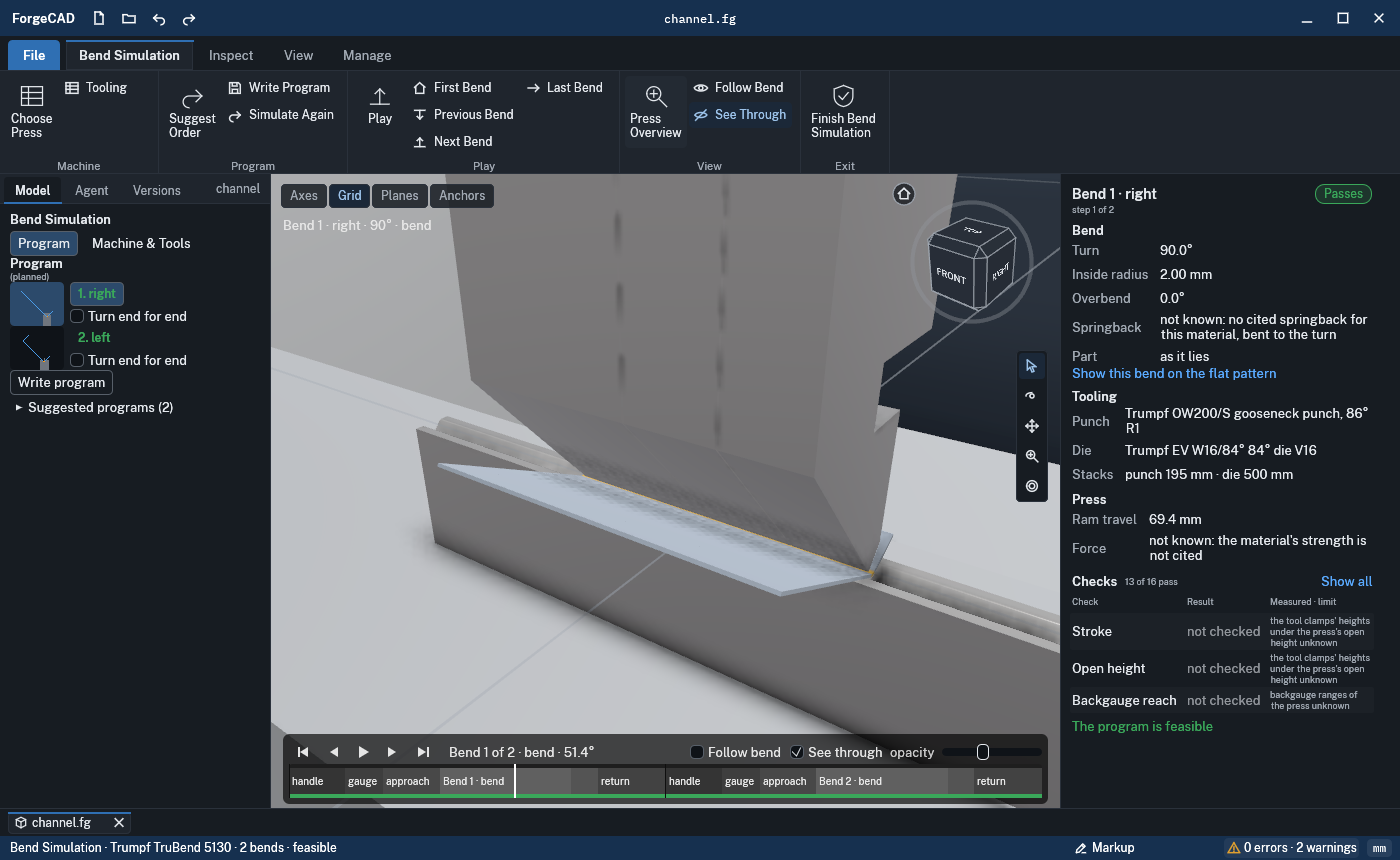 ForgeCAD
channel.fg
File
Bend Simulation
Inspect
View
Manage
Choose Press
Tooling
Machine
Suggest Order
Write Program
Simulate Again
Program
Play
First Bend
Previous Bend
Next Bend
Last Bend
Play
Press Overview
Follow Bend
See Through
View
Finish Bend Simulation
Exit
Model
Agent
Versions
channel
Bend Simulation
Program
Machine & Tools
Program
(planned)
1. right
Turn end for end
2. left
Turn end for end
Write program
Suggested programs (2)
Axes
Grid
Planes
Anchors
Bend 1 · right · 90° · bend
TOP
FRONT
RIGHT
Bend 1 of 2 · bend · 51.4°
Follow bend
See through
opacity
handle
gauge
approach
Bend 1 · bend
return
handle
gauge
approach
Bend 2 · bend
return
Bend 1 · right
Passes
step 1 of 2
Bend
Turn 90.0°
Inside radius 2.00 mm
Overbend 0.0°
Springback not known: no cited springback for
this material, bent to the turn
Part as it lies
Show this bend on the flat pattern
Tooling
Punch Trumpf OW200/S gooseneck punch, 86°
R1
Die Trumpf EV W16/84° 84° die V16
Stacks punch 195 mm · die 500 mm
Press
Ram travel 69.4 mm
Force not known: the material's strength is
not cited
Checks 13 of 16 pass Show all
Check Result Measured · limit
Stroke not checked the tool clamps' heights
under the press's open
height unknown
Open height not checked the tool clamps' heights
under the press's open
height unknown
Backgauge reach not checked backgauge ranges of
the press unknown
The program is feasible
channel.fg
Bend Simulation · Trumpf TruBend 5130 · 2 bends · feasible
Markup
0 errors · 2 warnings
mm